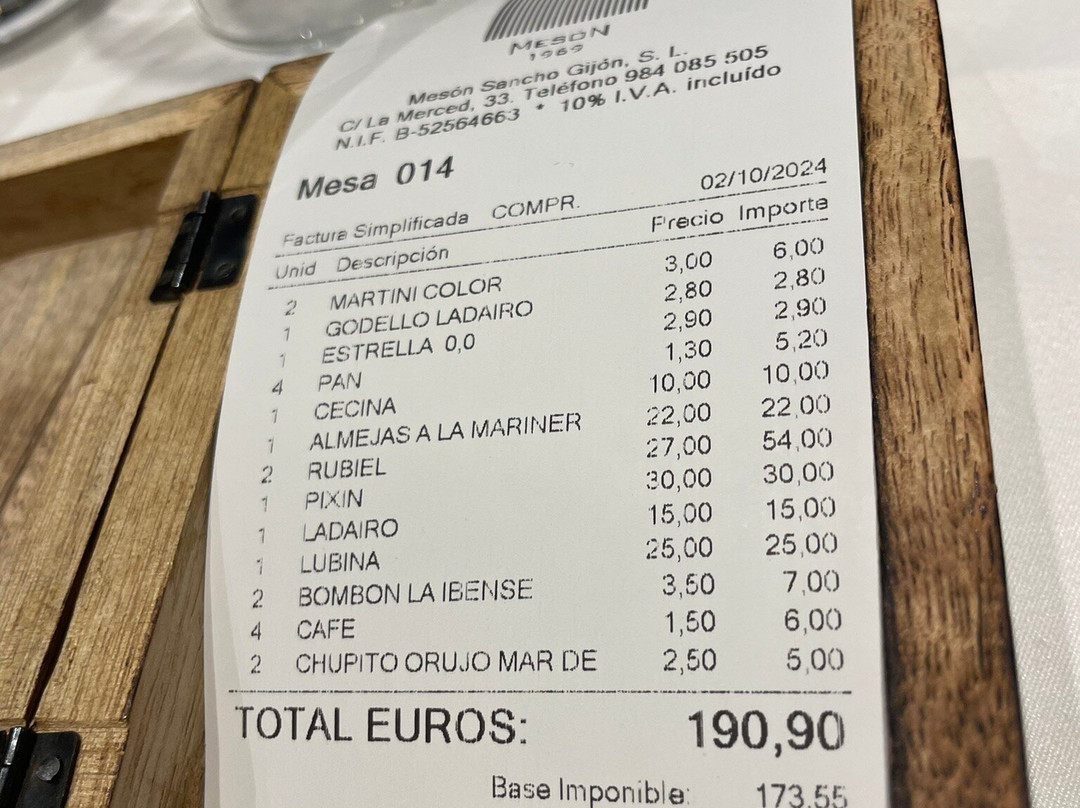 MESON
1989
Mesón Sancho Gijón, S. L.
C/ La Merced, 33. Teléfono 984 085 505
N.I.F. B-52564663 * 10% I.V.A. incluído
Mesa 014
02/10/2024
Factura Simplificada COMPR.
Unid Descripción Precio Importe
2 MARTINI COLOR 3,00 6,00
1 GODELLO LADAIRO 2,80 2,80
1 ESTRELLA 0,0 2,90 2,90
4 PAN 1,30 5,20
1 CECINA 10,00 10,00
1 ALMEJAS A LA MARINER 22,00 22,00
2 RUBIEL 27,00 54,00
1 PIXIN 30,00 30,00
1 LADAIRO 15,00 15,00
1 LUBINA 25,00 25,00
2 BOMBON LA IBENSE 3,50 7,00
4 CAFE 1,50 6,00
2 CHUPITO ORUJO MAR DE 2,50 5,00
TOTAL EUROS: 190,90
Base Imponible: 173,55